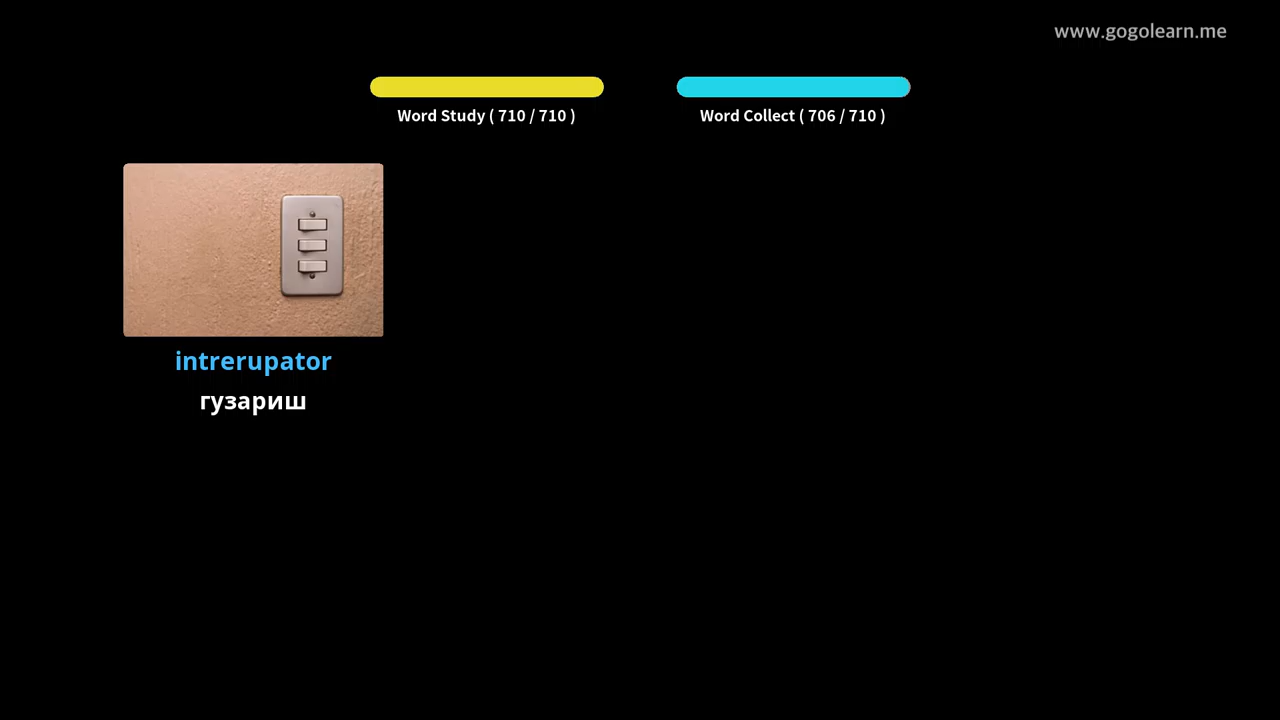 www.gogolearn.me
Word Study ( 710 / 710 )
Word Collect ( 706 / 710 )
intrerupator
гузариш